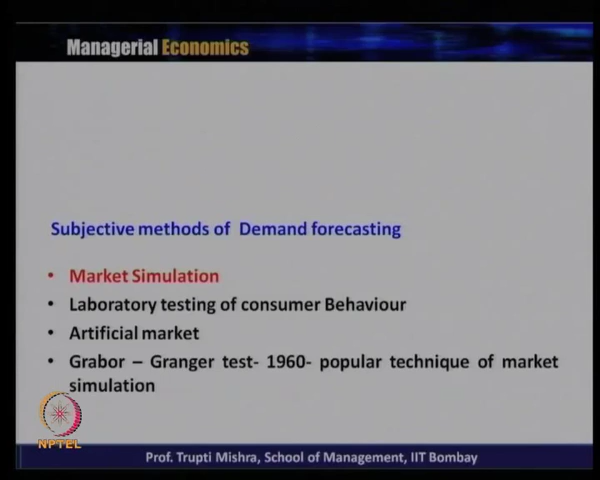 Managerial Economics
Subjective methods of Demand forecasting
• Market Simulation
• Laboratory testing of consumer Behaviour
• Artificial market
• Grabor – Granger test- 1960- popular technique of market
simulation
NPTEL
Prof. Trupti Mishra, School of Management, IIT Bombay